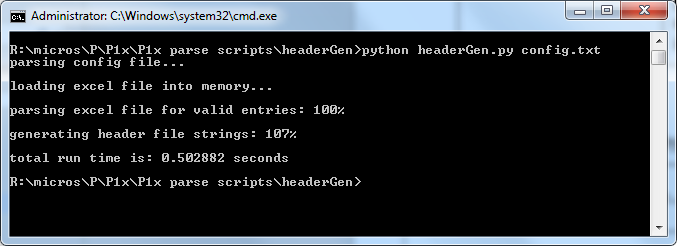 Administrator: C:\Windows\system32\cmd.exe
R:\micros\P\P1x\P1x parse scripts\headerGen>python headerGen.py config.txt
parsing config file...
loading excel file into memory...
parsing excel file for valid entries: 100%
generating header file strings: 107%
total run time is: 0.502882 seconds
R:\micros\P\P1x\P1x parse scripts\headerGen>